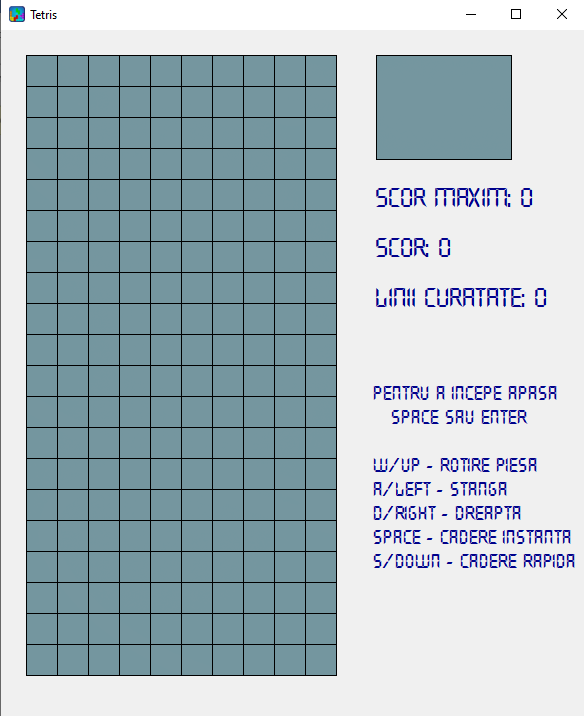 Tetris
SCOR MAXIM: 0
SCOR: 0
LINII CURATATE: 0
PENTRU A INCEPE APASA
SPACE SAU ENTER
W/UP - ROTIRE PIESA
A/LEFT - STANGA
D/RIGHT - DREAPTA
SPACE - CADERE INSTANTA
S/DOWN - CADERE RAPIDA